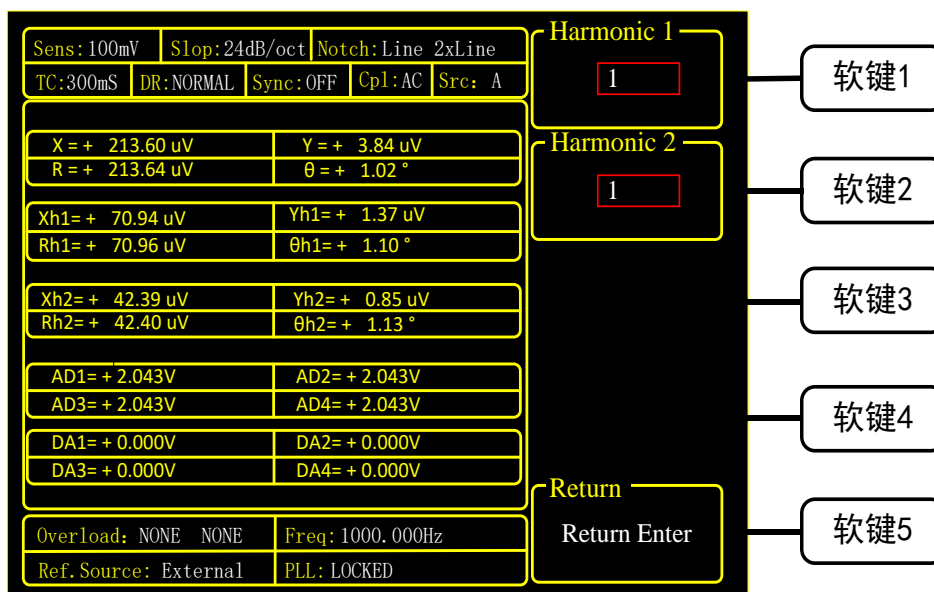 Sens:100mV Slop:24dB/oct Notch:Line 2xLine
TC:300mS DR:NORMAL Sync:OFF Cpl:AC Src: A
X = + 213.60 uV Y = + 3.84 uV
R = + 213.64 uV θ = + 1.02 °
Xh1= + 70.94 uV Yh1= + 1.37 uV
Rh1= + 70.96 uV θh1= + 1.10 °
Xh2= + 42.39 uV Yh2= + 0.85 uV
Rh2= + 42.40 uV θh2= + 1.13 °
AD1= + 2.043V AD2= + 2.043V
AD3= + 2.043V AD4= + 2.043V
DA1= + 0.000V DA2= + 0.000V
DA3= + 0.000V DA4= + 0.000V
Overload: NONE NONE Freq:1000.000Hz
Ref.Source: External PLL:LOCKED
Harmonic 1
1
Harmonic 2
1
Return
Return Enter
软键1
软键2
软键3
软键4
软键5